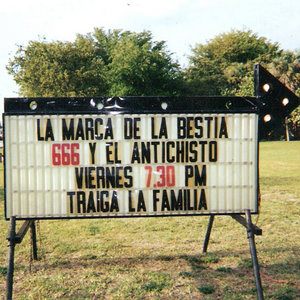 LA MARCA DE LA BESTIA
666 Y EL ANTICHISTO
VIERNES 7:30 PM
TRAIGA LA FAMILIA